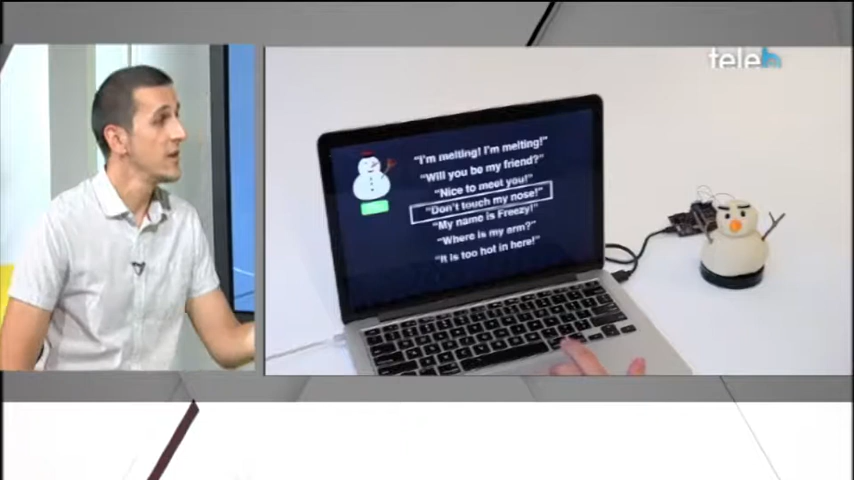 teleb
"I'm melting! I'm melting!"
"Will you be my friend?"
"Nice to meet you!"
"Don't touch my nose!"
"My name is Freezy!"
"Where is my arm?"
"It is too hot in here!"